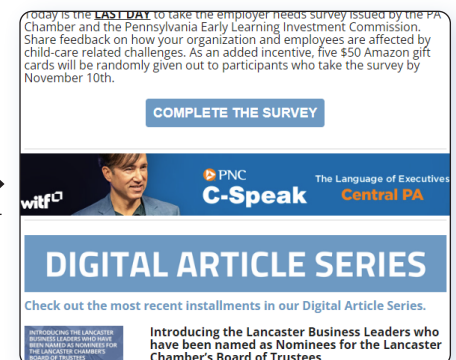 Today is the LAST DAY to take the employer needs survey issued by the PA
Chamber and the Pennsylvania Early Learning Investment Commission.
Share feedback on how your organization and employees are affected by
child-care related challenges. As an added incentive, five $50 Amazon gift
cards will be randomly given out to participants who take the survey by
November 10th.
COMPLETE THE SURVEY
witf
PNC
C-Speak
The Language of Executives
Central PA
DIGITAL ARTICLE SERIES
Check out the most recent installments in our Digital Article Series.
INTRODUCING THE LANCASTER
BUSINESS LEADERS WHO HAVE
BEEN NAMED AS NOMINEES FOR
THE LANCASTER CHAMBER'S
BOARD OF TRUSTEES
Introducing the Lancaster Business Leaders who
have been named as Nominees for the Lancaster
Chamber's Board of Trustees